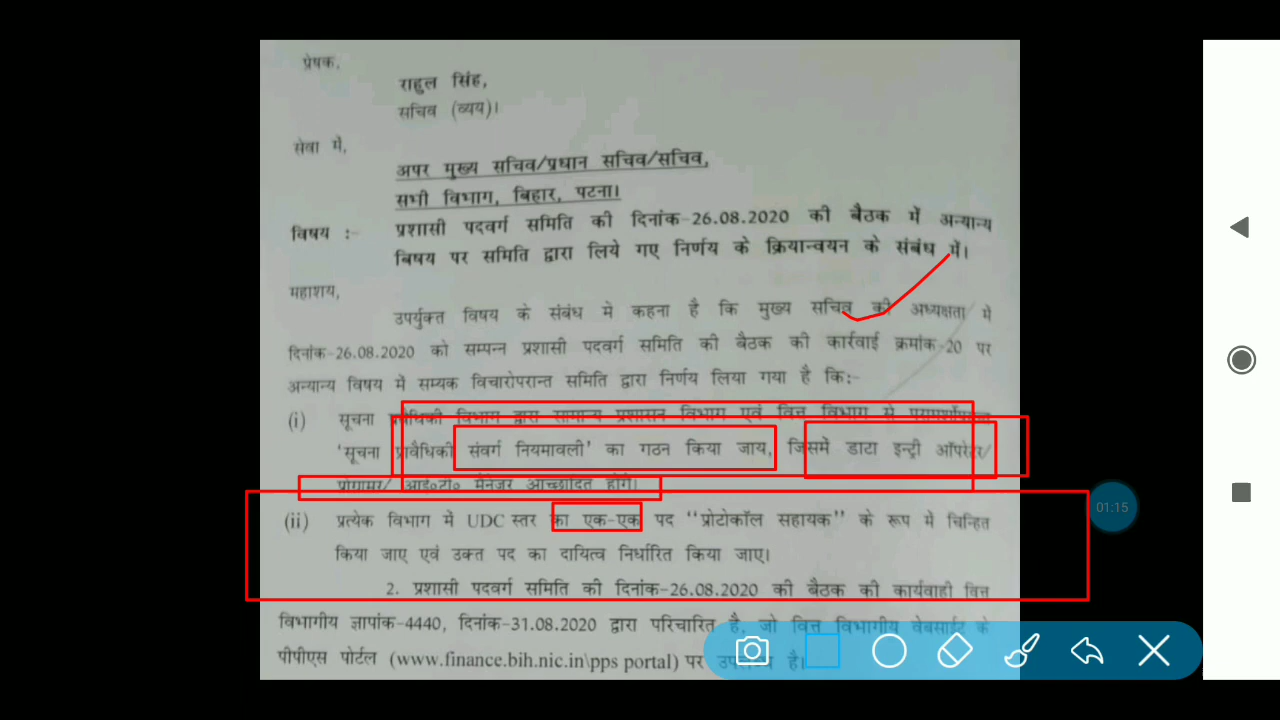 प्रेषक,
राहुल सिंह,
सचिव (व्यय)।
सेवा में,
अपर मुख्य सचिव/प्रधान सचिव/सचिव,
सभी विभाग, बिहार, पटना।
विषय :- प्रशासी पदवर्ग समिति की दिनांक-26.08.2020 की बैठक में अन्यान्य
बिषय पर समिति द्वारा लिये गए निर्णय के क्रियान्वयन के संबंध में।
महाशय,
उपर्युक्त विषय के संबंध मे कहना है कि मुख्य सचिव की अध्यक्षता मे
दिनांक-26.08.2020 को सम्पन्न प्रशासी पदवर्ग समिति की बैठक की कार्रवाई क्रमांक-20 पर
अन्यान्य विषय में सम्यक विचारोपरान्त समिति द्वारा निर्णय लिया गया है कि:-
(i) सूचना प्रावैधिकी विभाग द्वारा सामान्य प्रशासन विभाग एवं वित्त विभाग से
'सूचना प्रावैधिकी संवर्ग नियमावली' का गठन किया जाय, जिसमें डाटा इन्ट्री ऑपरेटर/
प्रोग्रामर/ आई०टी० मैनेजर आच्छादित होंगे।
(ii) प्रत्येक विभाग में UDC स्तर का एक-एक पद "प्रोटोकॉल सहायक" के रूप में चिन्हित
किया जाए एवं उक्त पद का दायित्व निर्धारित किया जाए।
2. प्रशासी पदवर्ग समिति की दिनांक-26.08.2020 की बैठक की कार्यवाही वित्त
विभागीय ज्ञापांक-4440, दिनांक-31.08.2020 द्वारा परिचारित है, जो वित्त विभागीय वेबसाईट के
पीपीएस पोर्टल (www.finance.bih.nic.in\pps portal) पर उपलब्ध है।
01:15